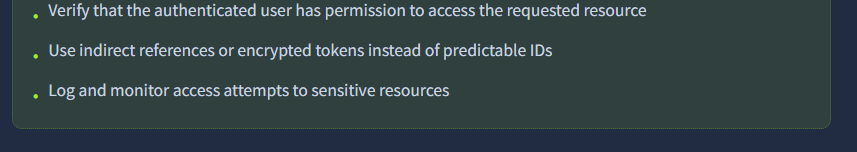 • Verify that the authenticated user has permission to access the requested resource
• Use indirect references or encrypted tokens instead of predictable IDs
• Log and monitor access attempts to sensitive resources